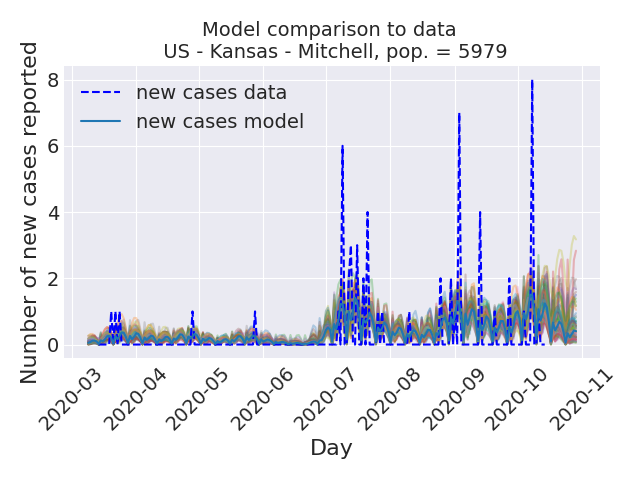 Model comparison to data
US - Kansas - Mitchell, pop. = 5979
Number of new cases reported
8
6
4
2
0
new cases data
new cases model
2020-03
2020-04
2020-05
2020-06
2020-07
2020-08
2020-09
2020-10
2020-11
Day